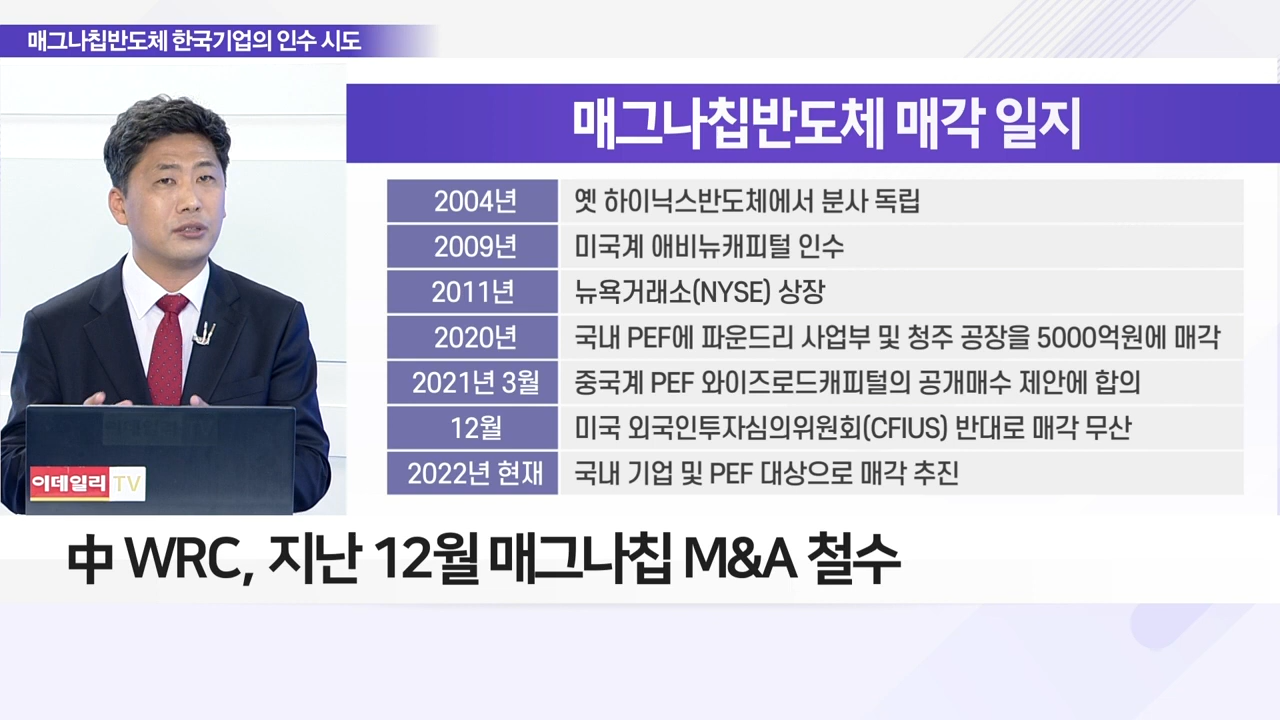 매그나칩반도체 한국기업의 인수 시도
매그나칩반도체 매각 일지
2004년 옛 하이닉스반도체에서 분사 독립
2009년 미국계 애비뉴캐피털 인수
2011년 뉴욕거래소(NYSE) 상장
2020년 국내 PEF에 파운드리 사업부 및 청주 공장을 5000억원에 매각
2021년 3월 중국계 PEF 와이즈로드캐피털의 공개매수 제안에 합의
12월 미국 외국인투자심의위원회(CFIUS) 반대로 매각 무산
2022년 현재 국내 기업 및 PEF 대상으로 매각 추진
이데일리 TV
中 WRC, 지난 12월 매그나칩 M&A 철수